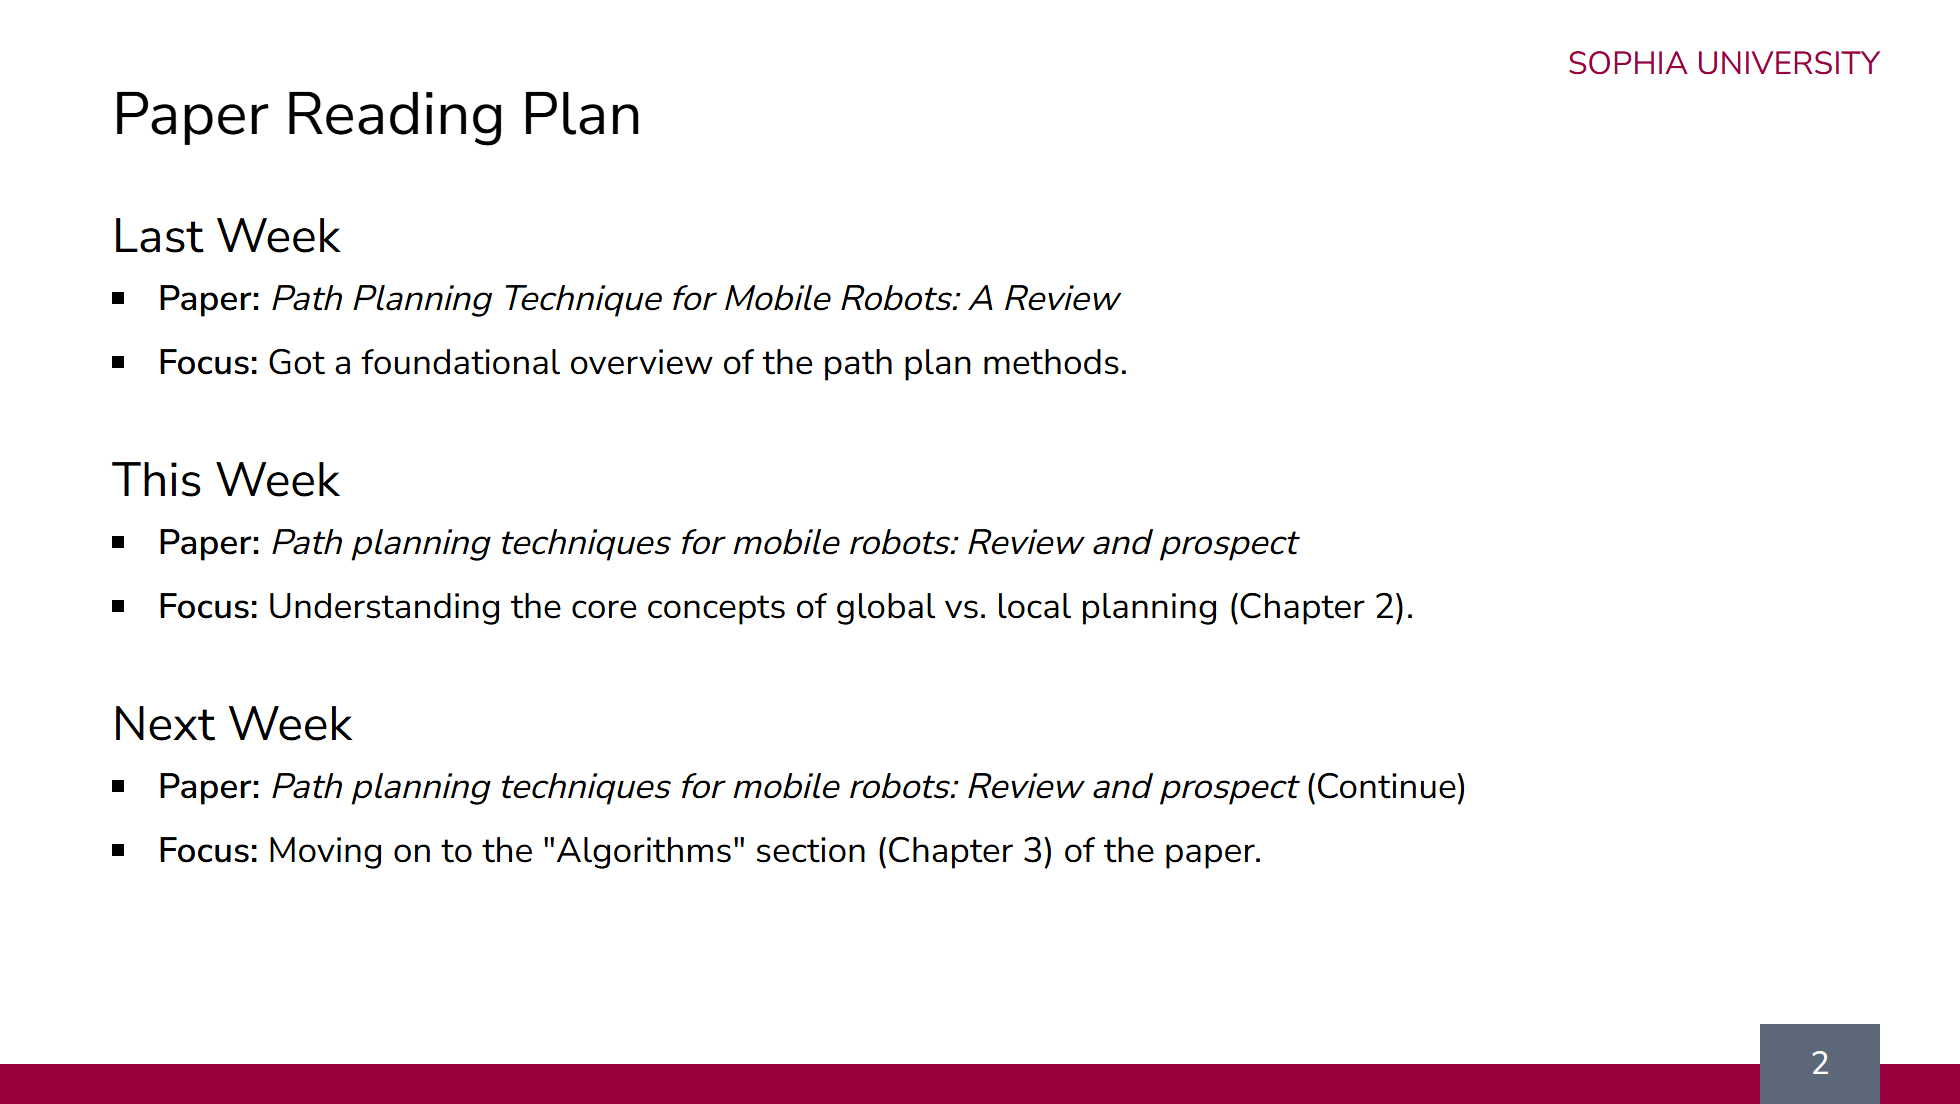 SOPHIA UNIVERSITY
Paper Reading Plan
Last Week
▪ Paper: Path Planning Technique for Mobile Robots: A Review
▪ Focus: Got a foundational overview of the path plan methods.
This Week
▪ Paper: Path planning techniques for mobile robots: Review and prospect
▪ Focus: Understanding the core concepts of global vs. local planning (Chapter 2).
Next Week
▪ Paper: Path planning techniques for mobile robots: Review and prospect (Continue)
▪ Focus: Moving on to the "Algorithms" section (Chapter 3) of the paper.
2